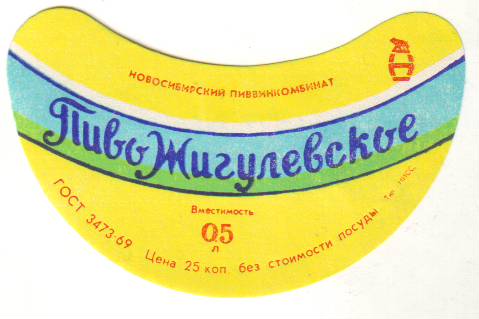 НОВОСИБИРСКИЙ ПИВВИНКОМБИНАТ
Пиво Жигулевское
Вместимость
0,5
л
ГОСТ 3473-69 Цена 25 коп. без стоимости посуды